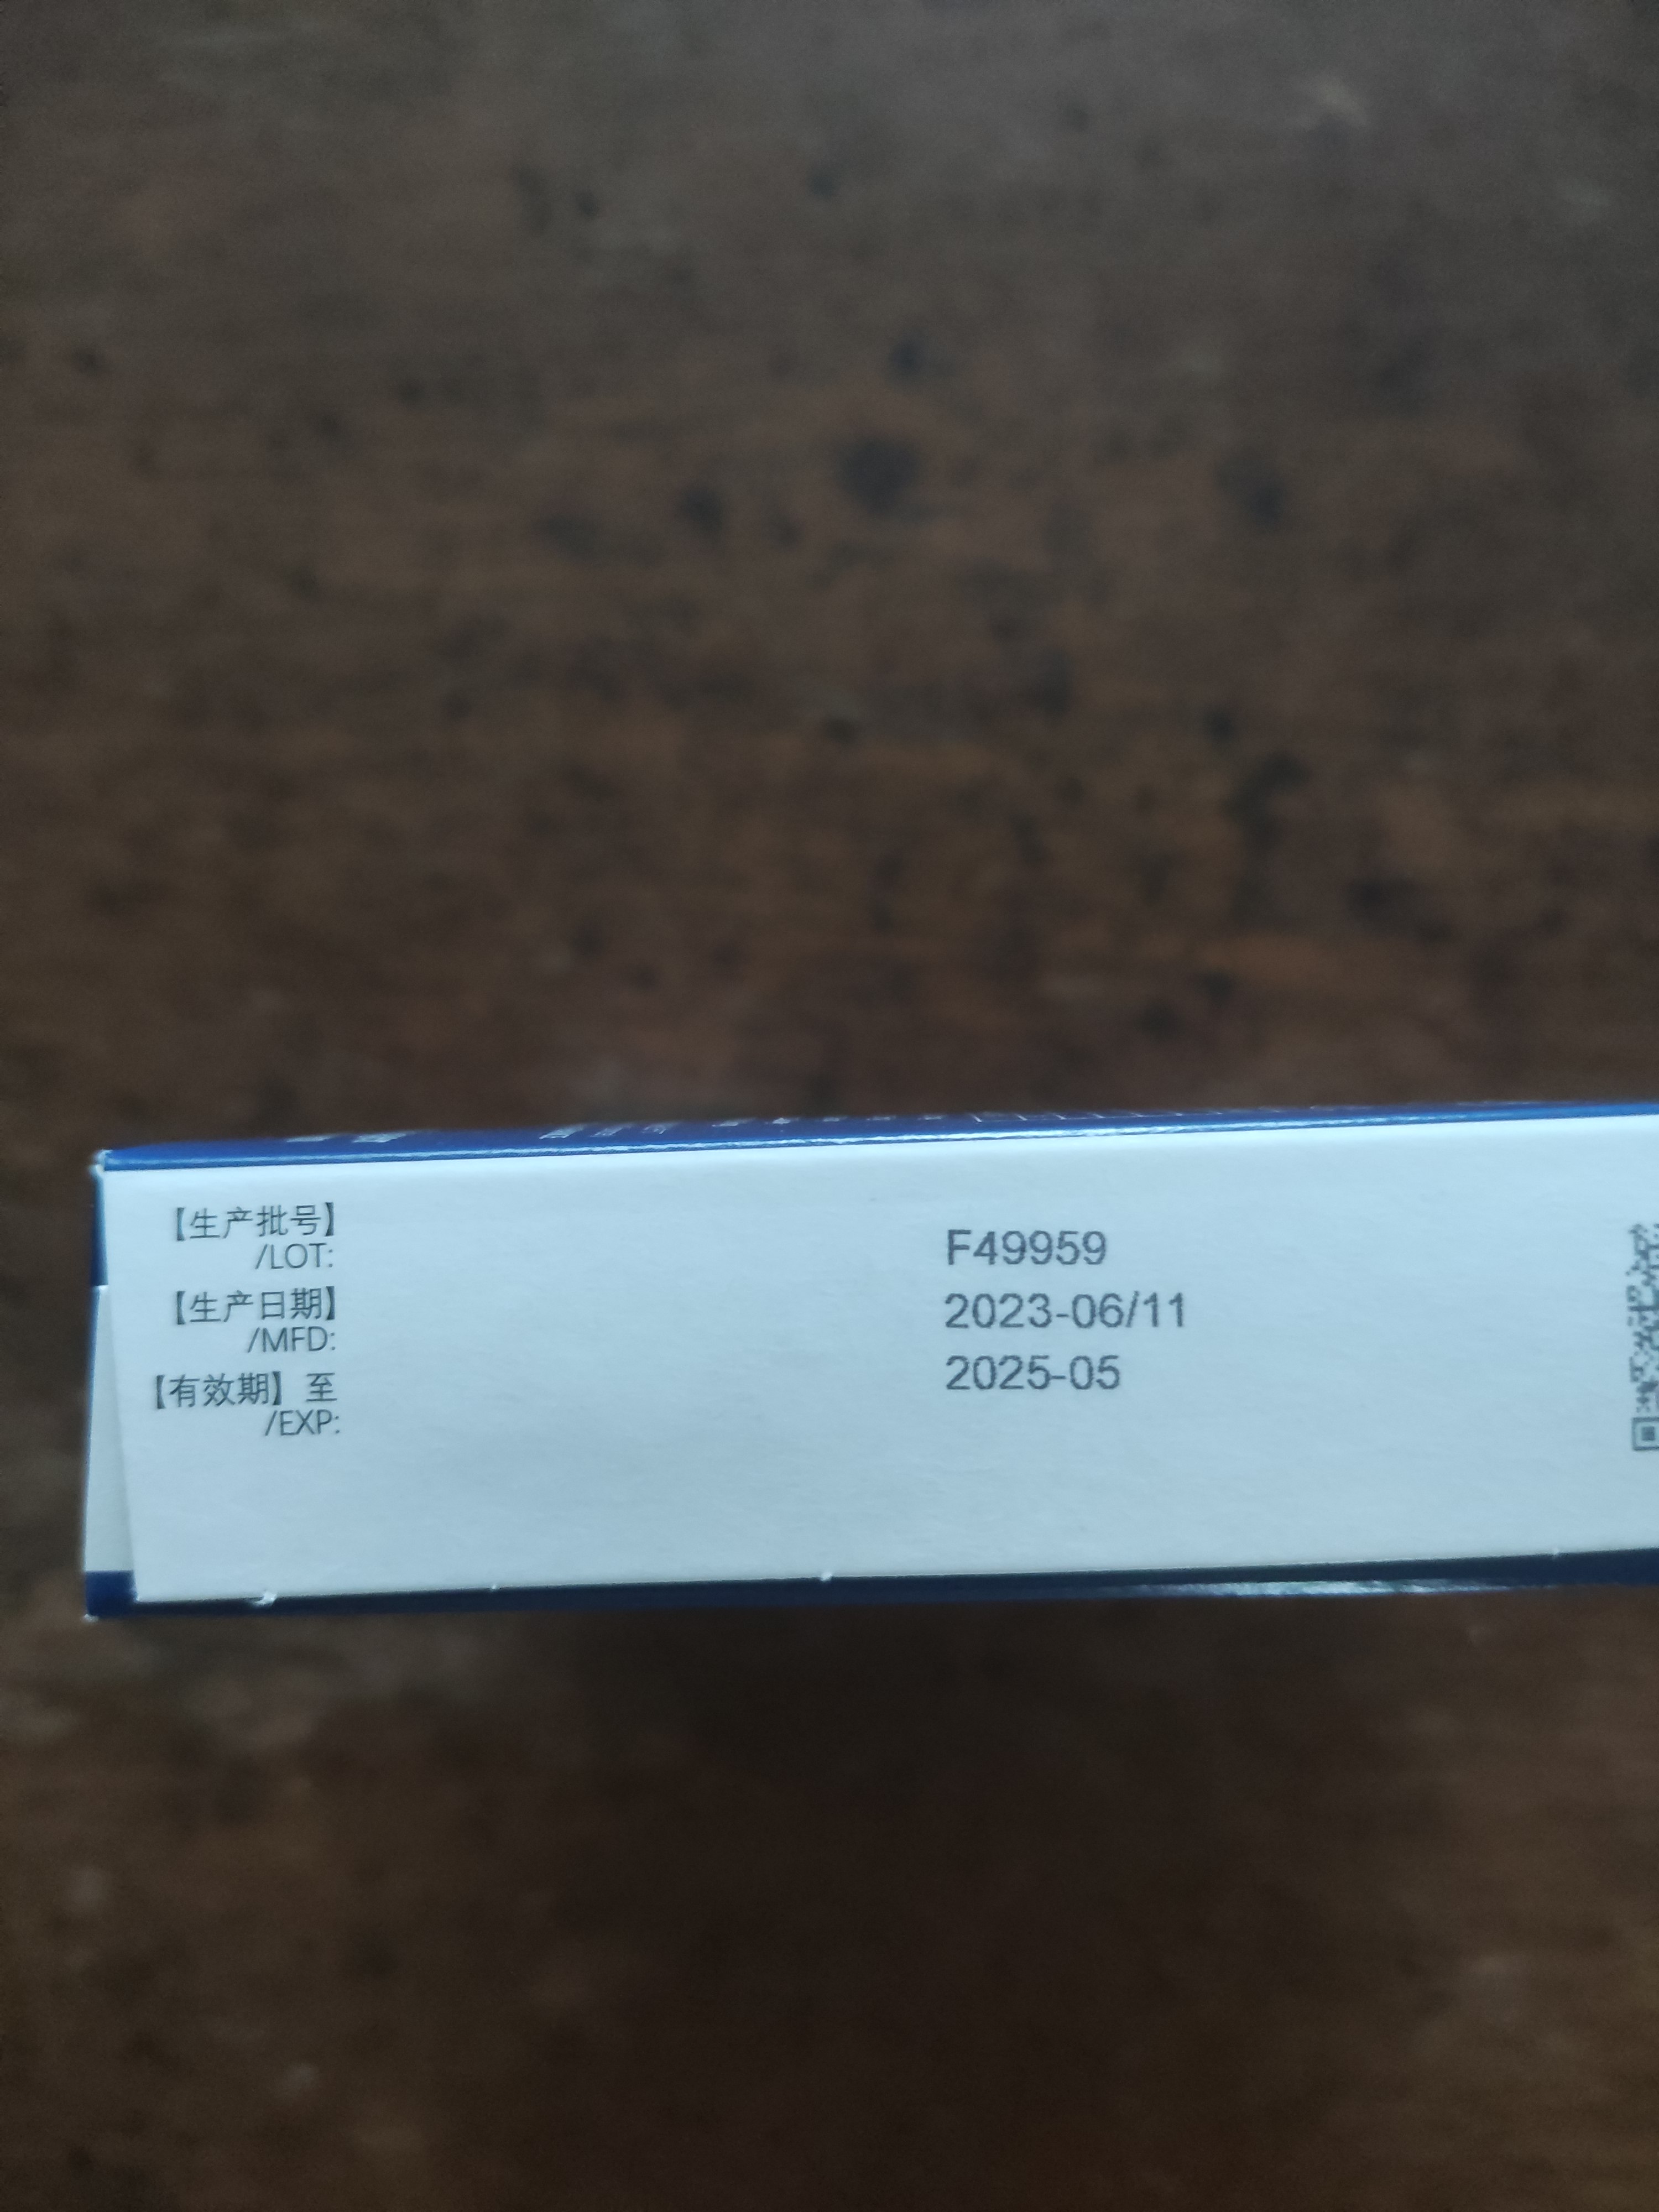 【生产批号】
/LOT:
F49959
【生产日期】
/MFD:
2023-06/11
【有效期】至
/EXP:
2025-05